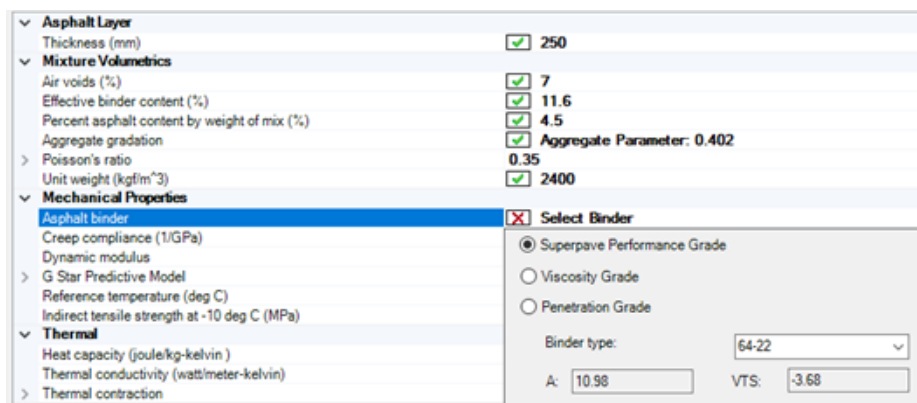 Asphalt Layer
Thickness (mm) 250
Mixture Volumetrics
Air voids (%) 7
Effective binder content (%) 11.6
Percent asphalt content by weight of mix (%) 4.5
Aggregate gradation Aggregate Parameter: 0.402
Poisson's ratio 0.35
Unit weight (kgf/m^3) 2400
Mechanical Properties
Asphalt binder Select Binder
Creep compliance (1/GPa)
Superpave Performance Grade
Dynamic modulus
G Star Predictive Model
Viscosity Grade
Reference temperature (deg C)
Penetration Grade
Indirect tensile strength at -10 deg C (MPa)
Thermal
Heat capacity (joule/kg-kelvin )
Binder type: 64-22
Thermal conductivity (watt/meter-kelvin)
A: 10.98 VTS: -3.68
Thermal contraction